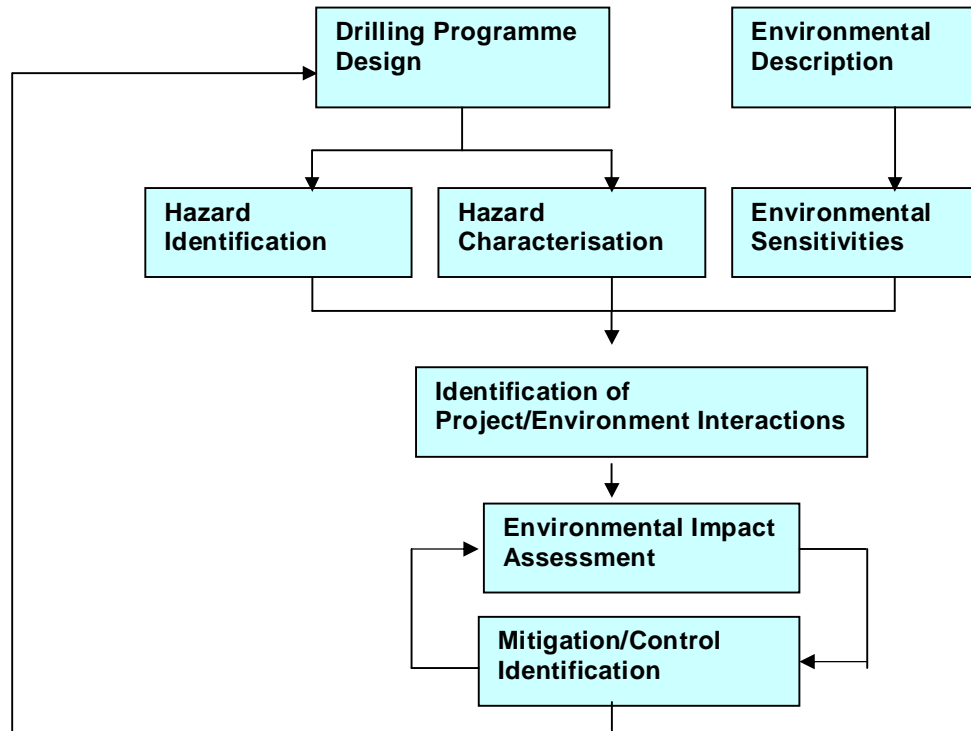 Drilling Programme
Design
Environmental
Description
Hazard
Identification
Hazard
Characterisation
Environmental
Sensitivities
Identification of
Project/Environment Interactions
Environmental Impact
Assessment
Mitigation/Control
Identification